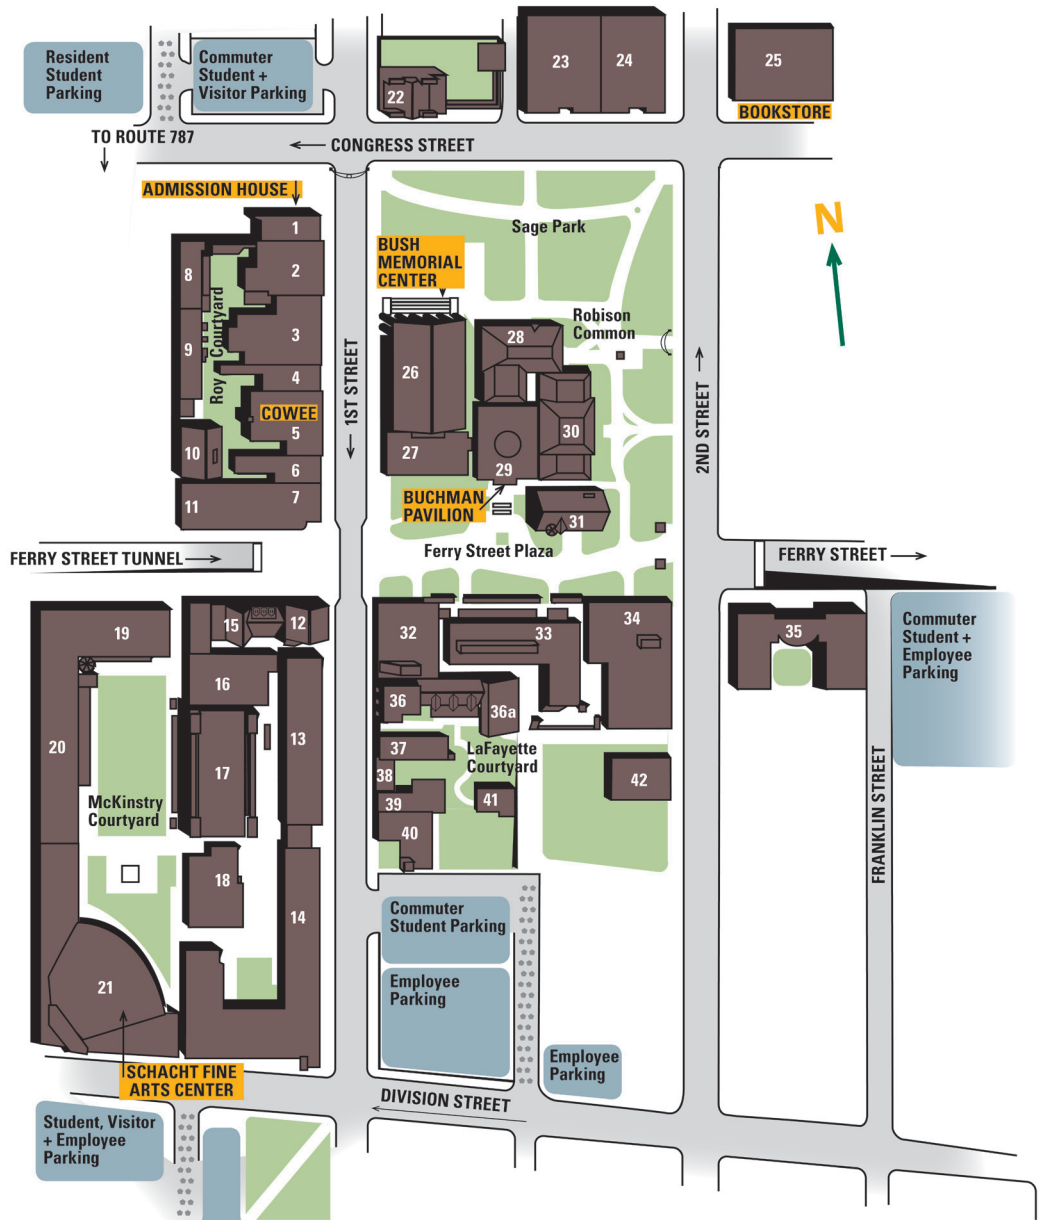 Resident
Student
Parking
Commuter
Student +
Visitor Parking
22
23
24
25
BOOKSTORE
TO ROUTE 787
CONGRESS STREET
ADMISSION HOUSE
1
2
3
4
COWEE
5
6
7
8
9
10
11
Roy Courtyard
1ST STREET
Sage Park
BUSH
MEMORIAL
CENTER
Robison
Common
N
26
27
28
29
30
31
BUCHMAN
PAVILION
2ND STREET
Ferry Street Plaza
FERRY STREET TUNNEL
FERRY STREET
19
15
12
16
13
20
17
McKinstry
Courtyard
18
14
21
SCHACHT FINE
ARTS CENTER
32
33
34
35
36
36a
37
38
39
40
41
42
LaFayette
Courtyard
Commuter
Student +
Employee
Parking
FRANKLIN STREET
Commuter
Student Parking
Employee
Parking
Employee
Parking
DIVISION STREET
Student, Visitor
+ Employee
Parking